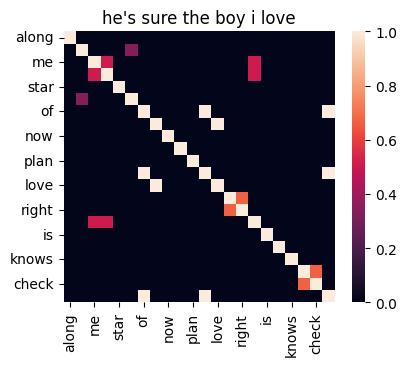 he's sure the boy i love
along
me
star
of
now
plan
love
right
is
knows
check
along
me
star
of
now
plan
love
right
is
knows
check
1.0
0.8
0.6
0.4
0.2
0.0